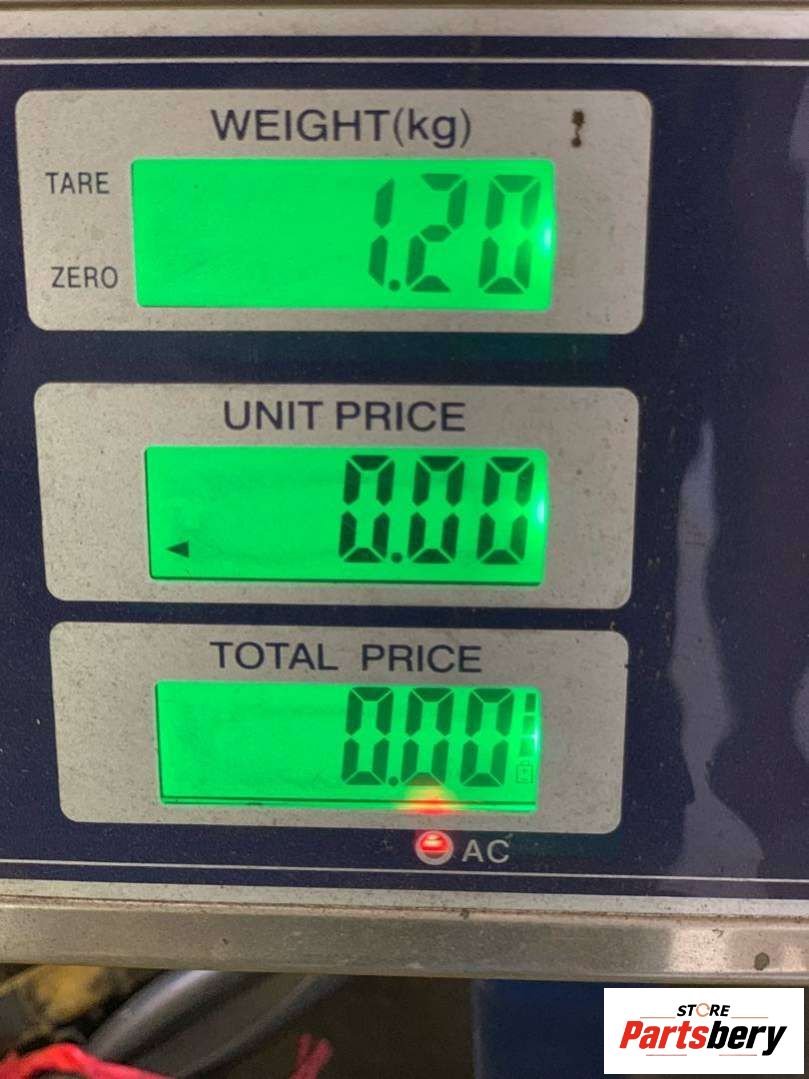 WEIGHT(kg)
TARE
1.20
ZERO
UNIT PRICE
0.00
TOTAL PRICE
0.00
AC
STORE
Partsbery